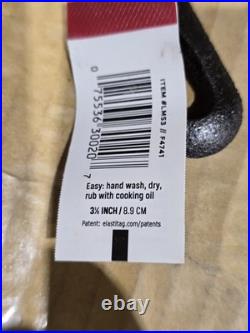 ITEM #LMS3 // F4741
0 75536 30020 7
Easy: hand wash, dry,
rub with cooking oil
3½ INCH / 8.9 CM
Patent: elastitag.com/patents